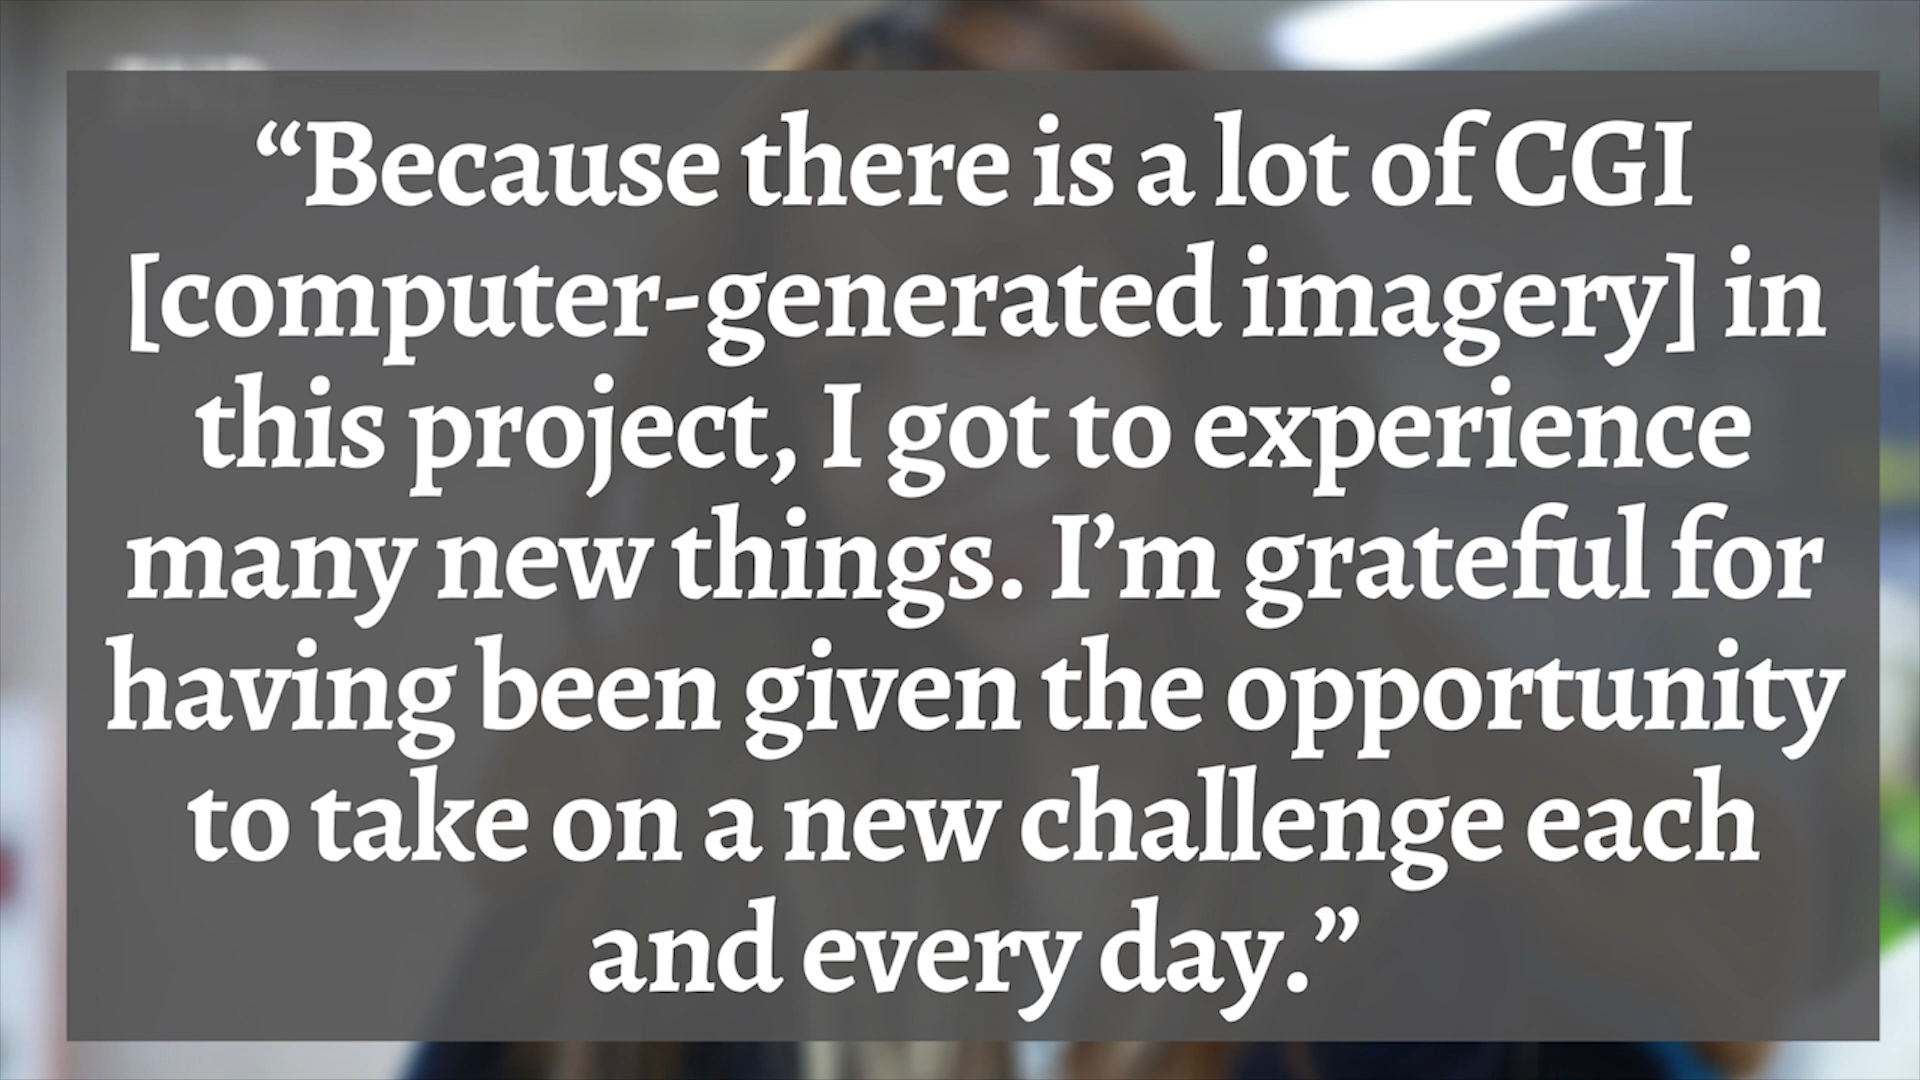 “Because there is a lot of CGI
[computer-generated imagery] in
this project, I got to experience
many new things. I’m grateful for
having been given the opportunity
to take on a new challenge each
and every day.”